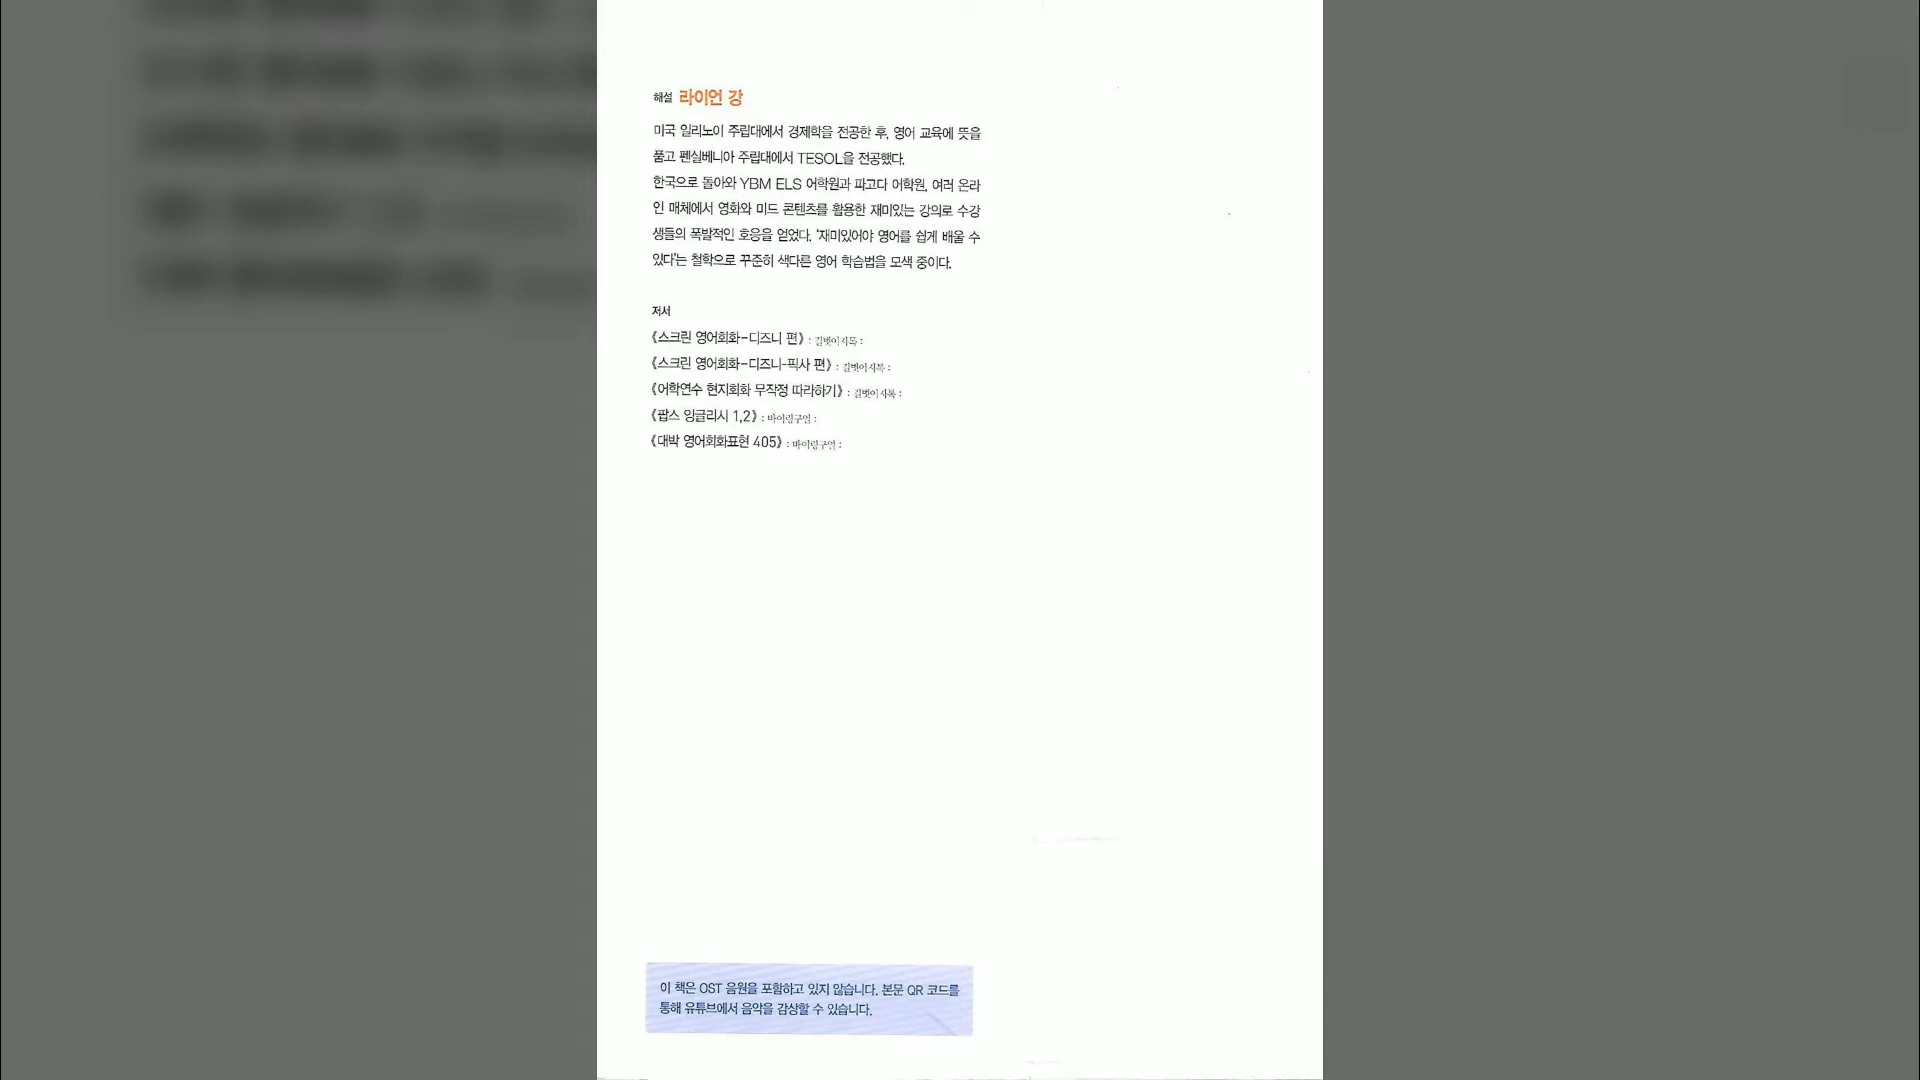 해설 라이언 강
미국 일리노이 주립대에서 경제학을 전공한 후, 영어 교육에 뜻을
품고 펜실베니아 주립대에서 TESOL을 전공했다.
한국으로 돌아와 YBM ELS 어학원과 파고다 어학원, 여러 온라
인 매체에서 영화와 미드 콘텐츠를 활용한 재미있는 강의로 수강
생들의 폭발적인 호응을 얻었다. '재미있어야 영어를 쉽게 배울 수
있다'는 철학으로 꾸준히 색다른 영어 학습법을 모색 중이다.
저서
《스크린 영어회화-디즈니 편》 : 길벗이지톡 :
《스크린 영어회화-디즈니-픽사 편》 : 길벗이지톡 :
《어학연수 현지회화 무작정 따라하기》 : 길벗이지톡 :
《팝스 잉글리시 1,2》 : 바이링구얼 :
《대박 영어회화표현 405》 : 바이링구얼 :
이 책은 OST 음원을 포함하고 있지 않습니다. 본문 QR 코드를
통해 유튜브에서 음악을 감상할 수 있습니다.